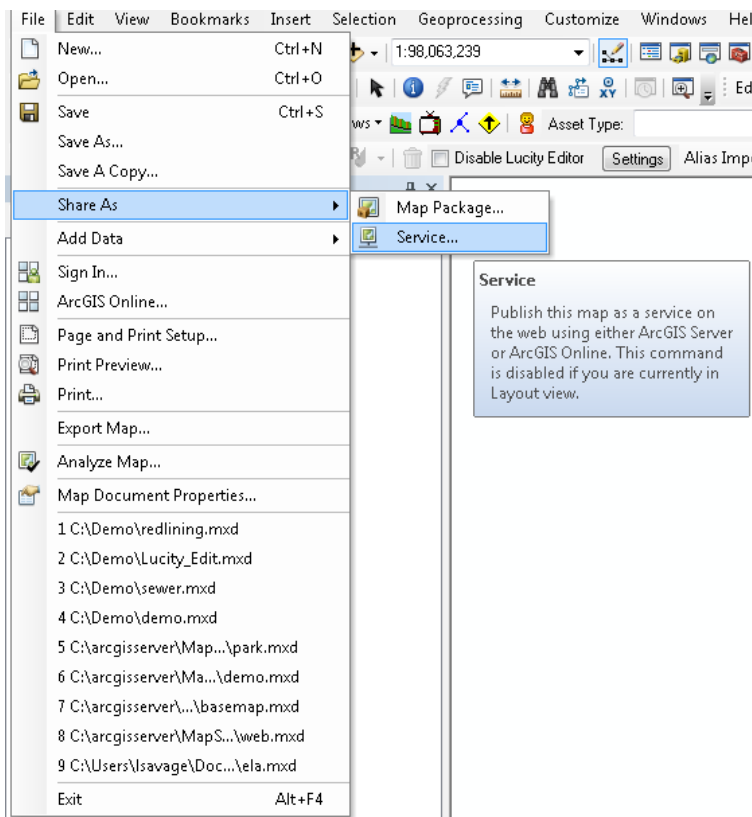 File Edit View Bookmarks Insert Selection Geoprocessing Customize Windows Hel
New... Ctrl+N
1:98,063,239
Open... Ctrl+O
XY
Ed
Save Ctrl+S
ws
Asset Type:
Save As...
Save A Copy...
Disable Lucity Editor Settings Alias Imp
Share As
Map Package...
Add Data
Service...
Sign In...
ArcGIS Online...
Page and Print Setup...
Print Preview...
Print...
Export Map...
Analyze Map...
Map Document Properties...
1 C:\Demo\redlining.mxd
2 C:\Demo\Lucity_Edit.mxd
3 C:\Demo\sewer.mxd
4 C:\Demo\demo.mxd
5 C:\arcgisserver\Map...\park.mxd
6 C:\arcgisserver\Ma...\demo.mxd
7 C:\arcgisserver\...\basemap.mxd
8 C:\arcgisserver\MapS...\web.mxd
9 C:\Users\lsavage\Doc...\ela.mxd
Exit Alt+F4
Service
Publish this map as a service on
the web using either ArcGIS Server
or ArcGIS Online. This command
is disabled if you are currently in
Layout view.